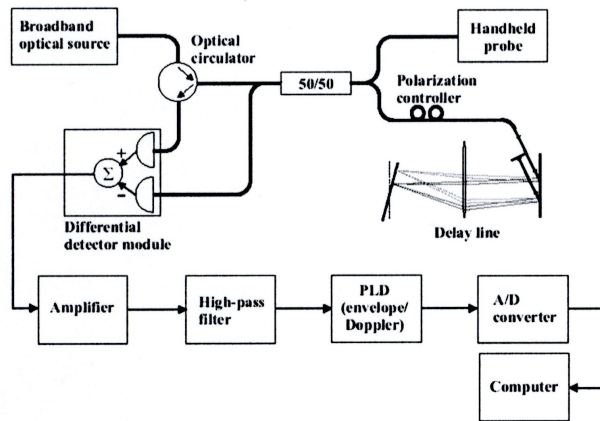 Broadband
optical source
Optical
circulator
50/50
Handheld
probe
Polarization
controller
+
Σ
−
Differential
detector module
Delay line
Amplifier
High-pass
filter
PLD
(envelope/
Doppler)
A/D
converter
Computer